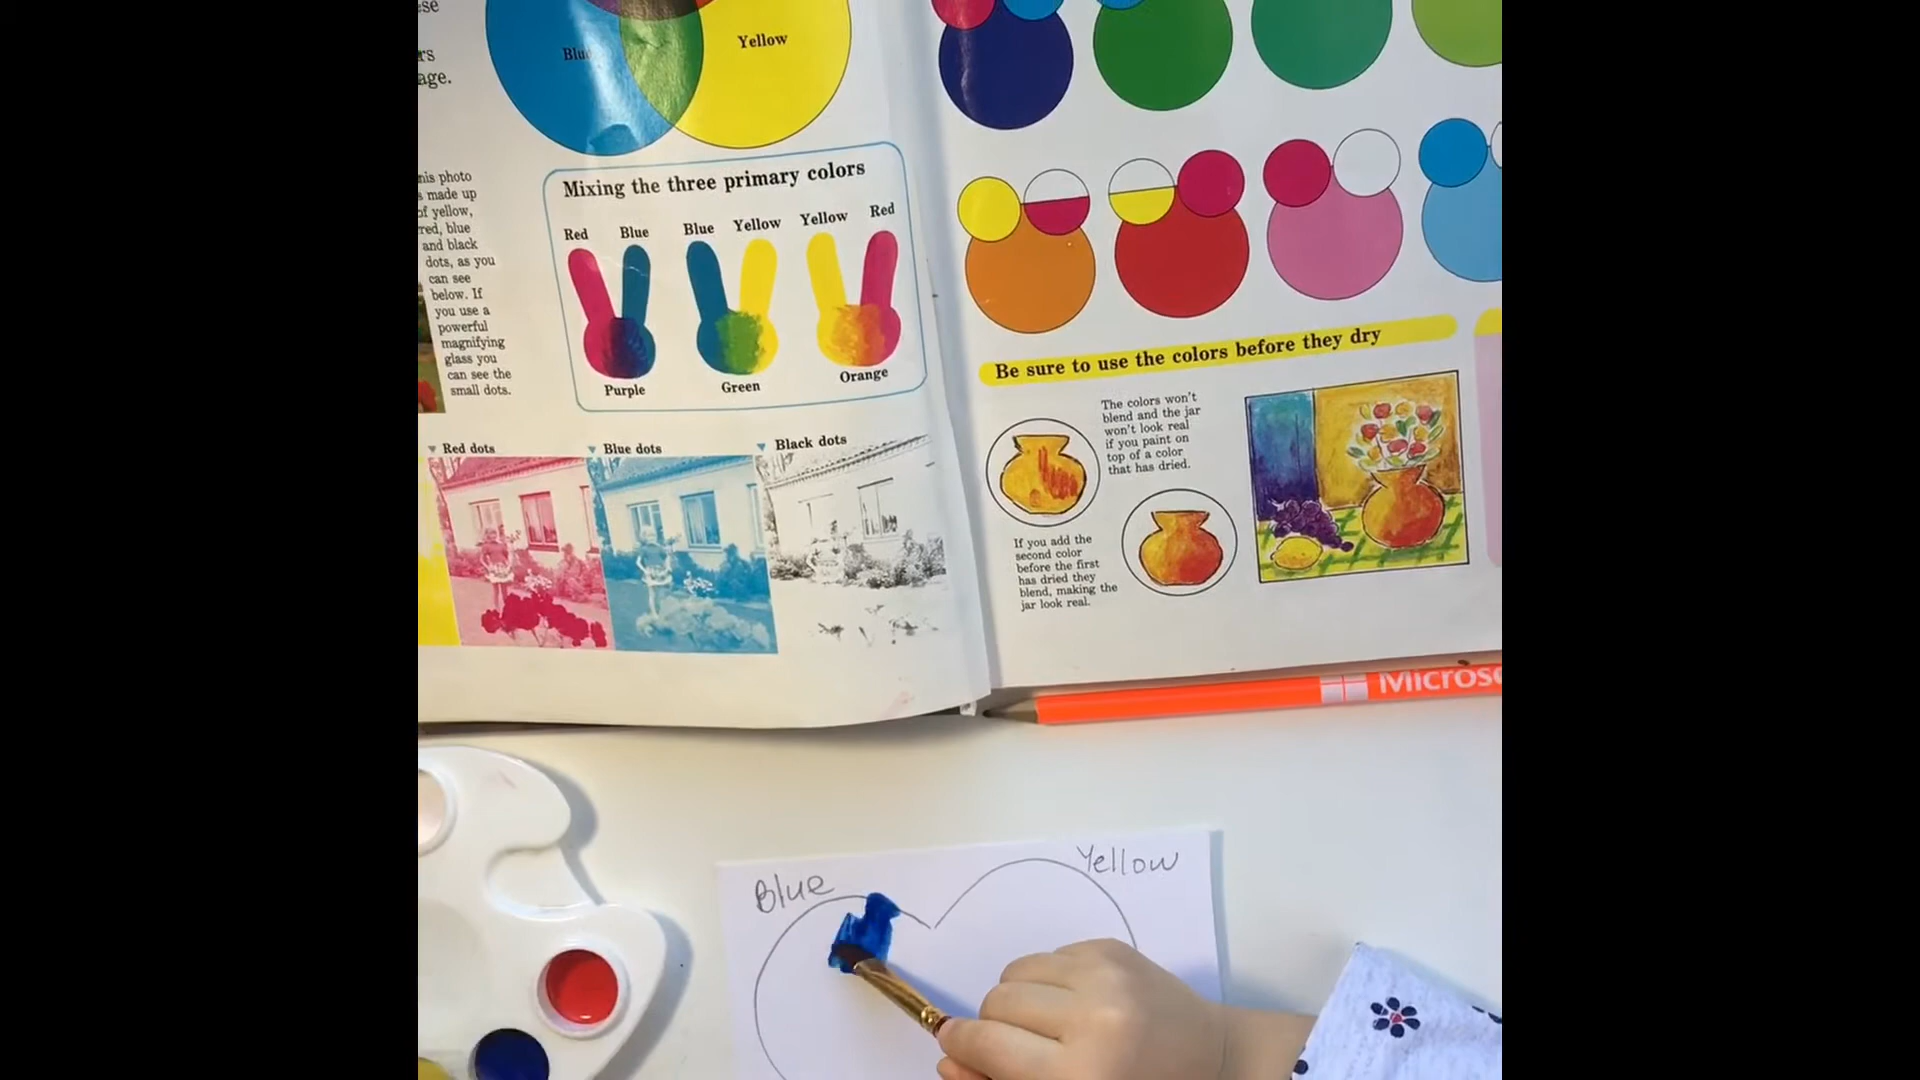 Blue
Yellow
age.
his photo
made up
of yellow,
red, blue
and black
dots, as you
can see
below. If
you use a
powerful
magnifying
glass you
can see the
small dots.
Mixing the three primary colors
Red Blue Blue Yellow Yellow Red
Purple Green Orange
Red dots
Blue dots
Black dots
Be sure to use the colors before they dry
The colors won't
blend and the jar
won't look real
if you paint on
top of a color
that has dried.
If you add the
second color
before the first
has dried they
blend, making the
jar look real.
Microso
Blue
Yellow